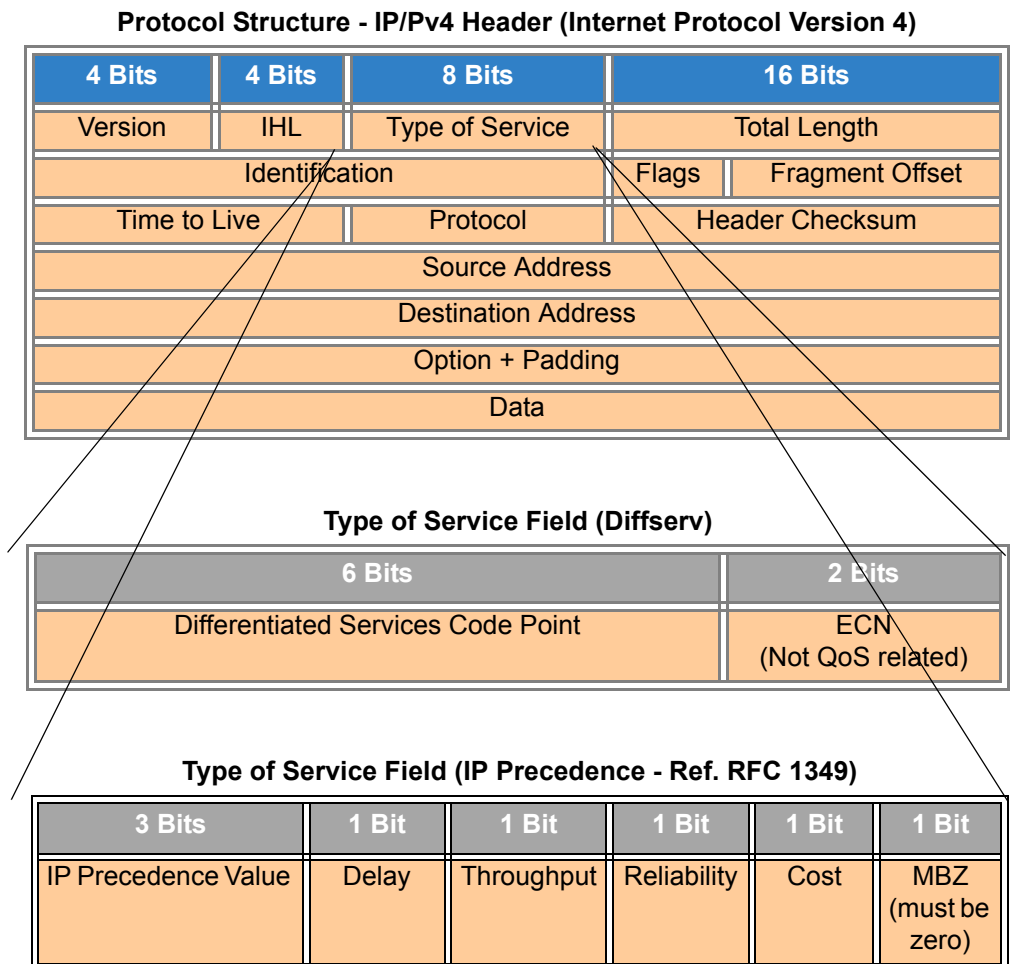 Protocol Structure - IP/Pv4 Header (Internet Protocol Version 4)
4 Bits 4 Bits 8 Bits 16 Bits
Version IHL Type of Service Total Length
Identification Flags Fragment Offset
Time to Live Protocol Header Checksum
Source Address
Destination Address
Option + Padding
Data
Type of Service Field (Diffserv)
6 Bits 2 Bits
Differentiated Services Code Point ECN
(Not QoS related)
Type of Service Field (IP Precedence - Ref. RFC 1349)
3 Bits 1 Bit 1 Bit 1 Bit 1 Bit 1 Bit
IP Precedence Value Delay Throughput Reliability Cost MBZ
(must be
zero)